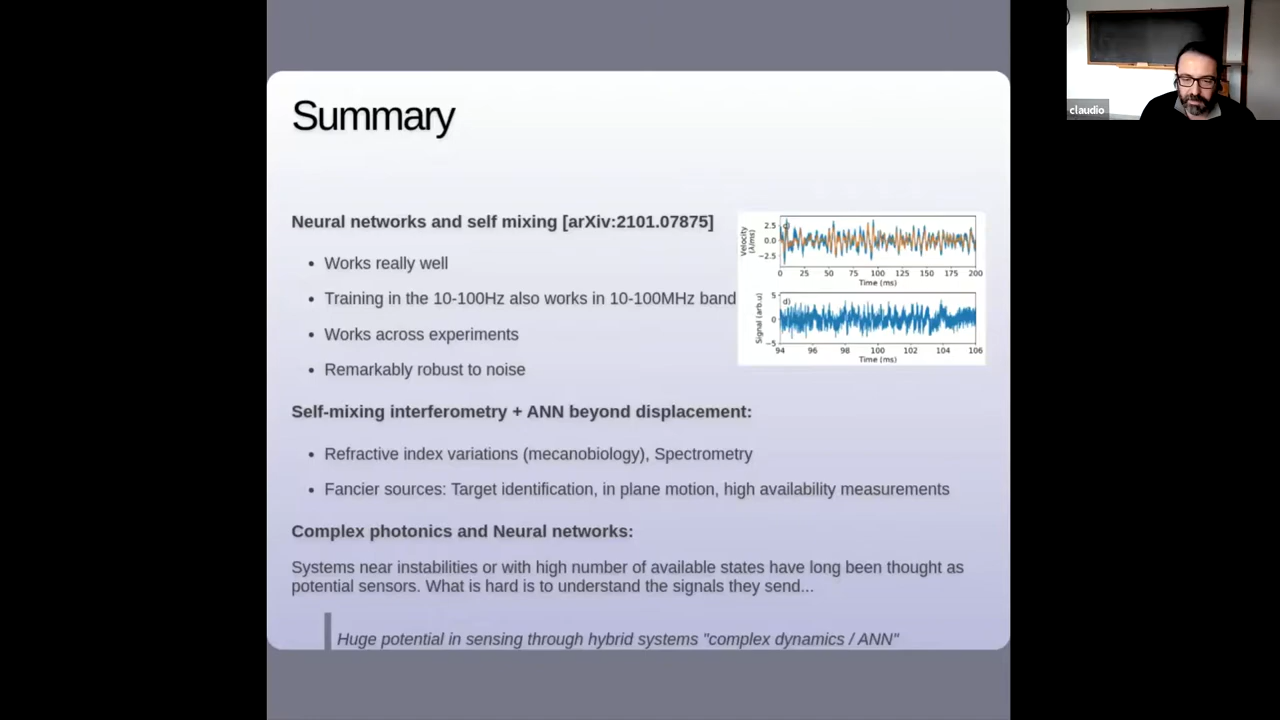 claudio
Summary
Neural networks and self mixing [arXiv:2101.07875]
Works really well
Training in the 10-100Hz also works in 10-100MHz band
Works across experiments
Remarkably robust to noise
Velocity
(λ/ms)
2.5
0.0
−2.5
0 25 50 75 100 125 150 175 200
Time (ms)
Signal (arb.u)
d)
5
0
−5
94 96 98 100 102 104 106
Time (ms)
Self-mixing interferometry + ANN beyond displacement:
Refractive index variations (mecanobiology), Spectrometry
Fancier sources: Target identification, in plane motion, high availability measurements
Complex photonics and Neural networks:
Systems near instabilities or with high number of available states have long been thought as
potential sensors. What is hard is to understand the signals they send...
Huge potential in sensing through hybrid systems "complex dynamics / ANN"